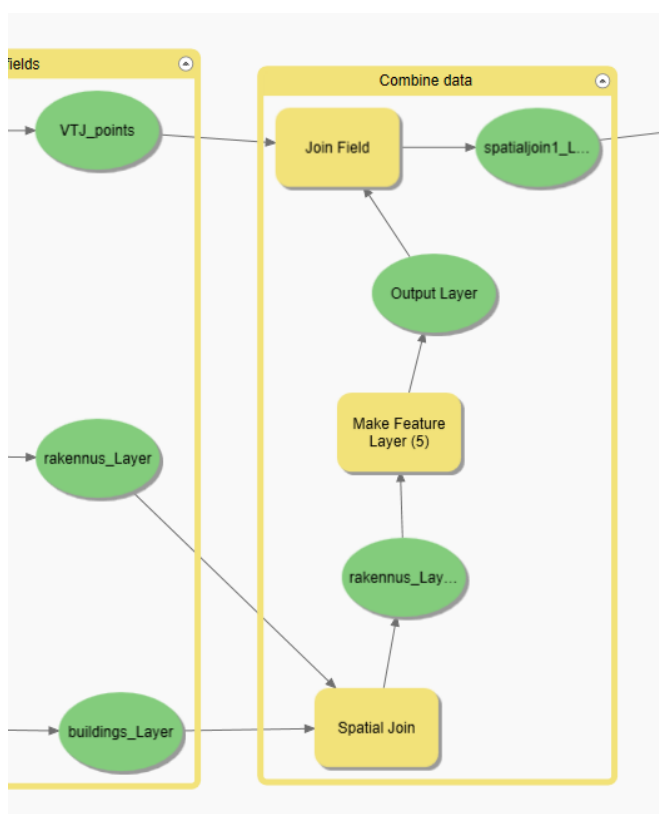 ields
Combine data
VTJ_points
Join Field
spatialjoin1_L...
Output Layer
Make Feature
Layer (5)
rakennus_Layer
rakennus_Lay...
buildings_Layer
Spatial Join